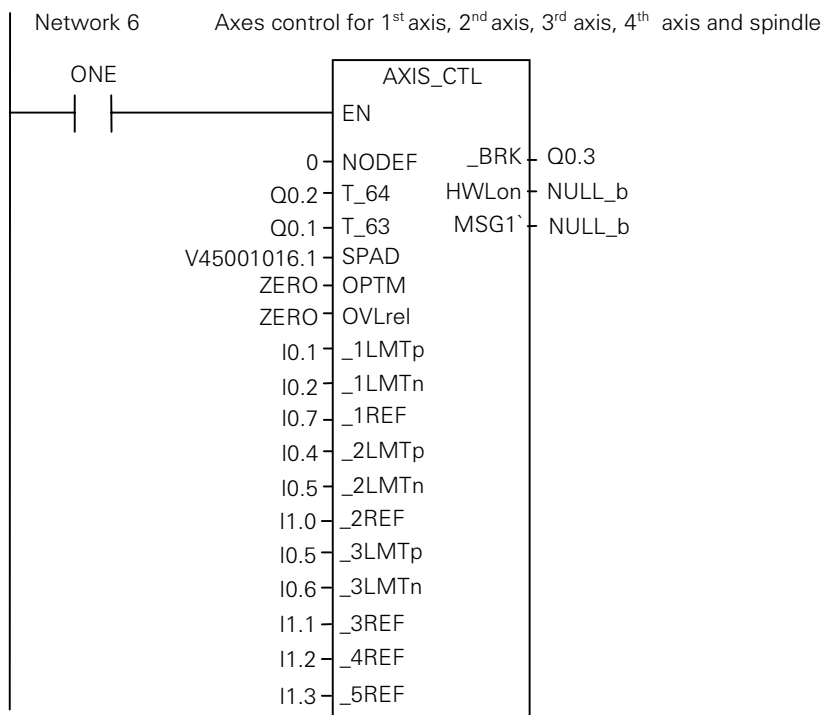 Network 6 Axes control for 1st axis, 2nd axis, 3rd axis, 4th axis and spindle
ONE AXIS_CTL
EN
0 NODEF _BRK Q0.3
Q0.2 T_64 HWLon NULL_b
Q0.1 T_63 MSG1` NULL_b
V45001016.1 SPAD
ZERO OPTM
ZERO OVLrel
I0.1 _1LMTp
I0.2 _1LMTn
I0.7 _1REF
I0.4 _2LMTp
I0.5 _2LMTn
I1.0 _2REF
I0.5 _3LMTp
I0.6 _3LMTn
I1.1 _3REF
I1.2 _4REF
I1.3 _5REF